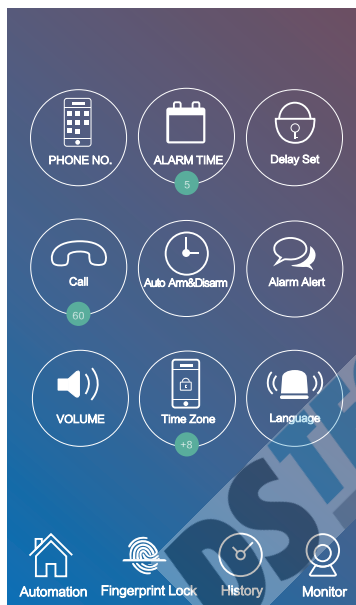 PHONE NO. ALARM TIME Delay Set
5
Call Auto Arm&Disarm Alarm Alert
60
VOLUME Time Zone Language
+8
Automation Fingerprint Lock History Monitor